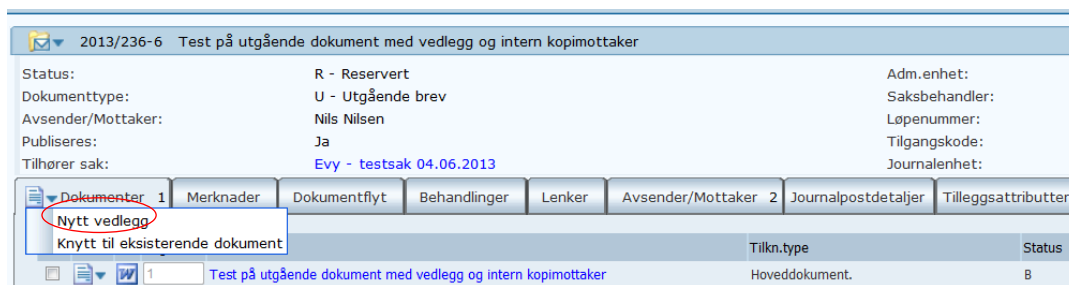 2013/236-6 Test på utgående dokument med vedlegg og intern kopimottaker
Status: R - Reservert Adm.enhet:
Dokumenttype: U - Utgående brev Saksbehandler:
Avsender/Mottaker: Nils Nilsen Løpenummer:
Publiseres: Ja Tilgangskode:
Tilhører sak: Evy - testsak 04.06.2013 Journalenhet:
Dokumenter 1 Merknader Dokumentflyt Behandlinger Lenker Avsender/Mottaker 2 Journalpostdetaljer Tilleggsattributter
Nytt vedlegg
Knytt til eksisterende dokument
Tilkn.type Status
1 Test på utgående dokument med vedlegg og intern kopimottaker Hoveddokument. B